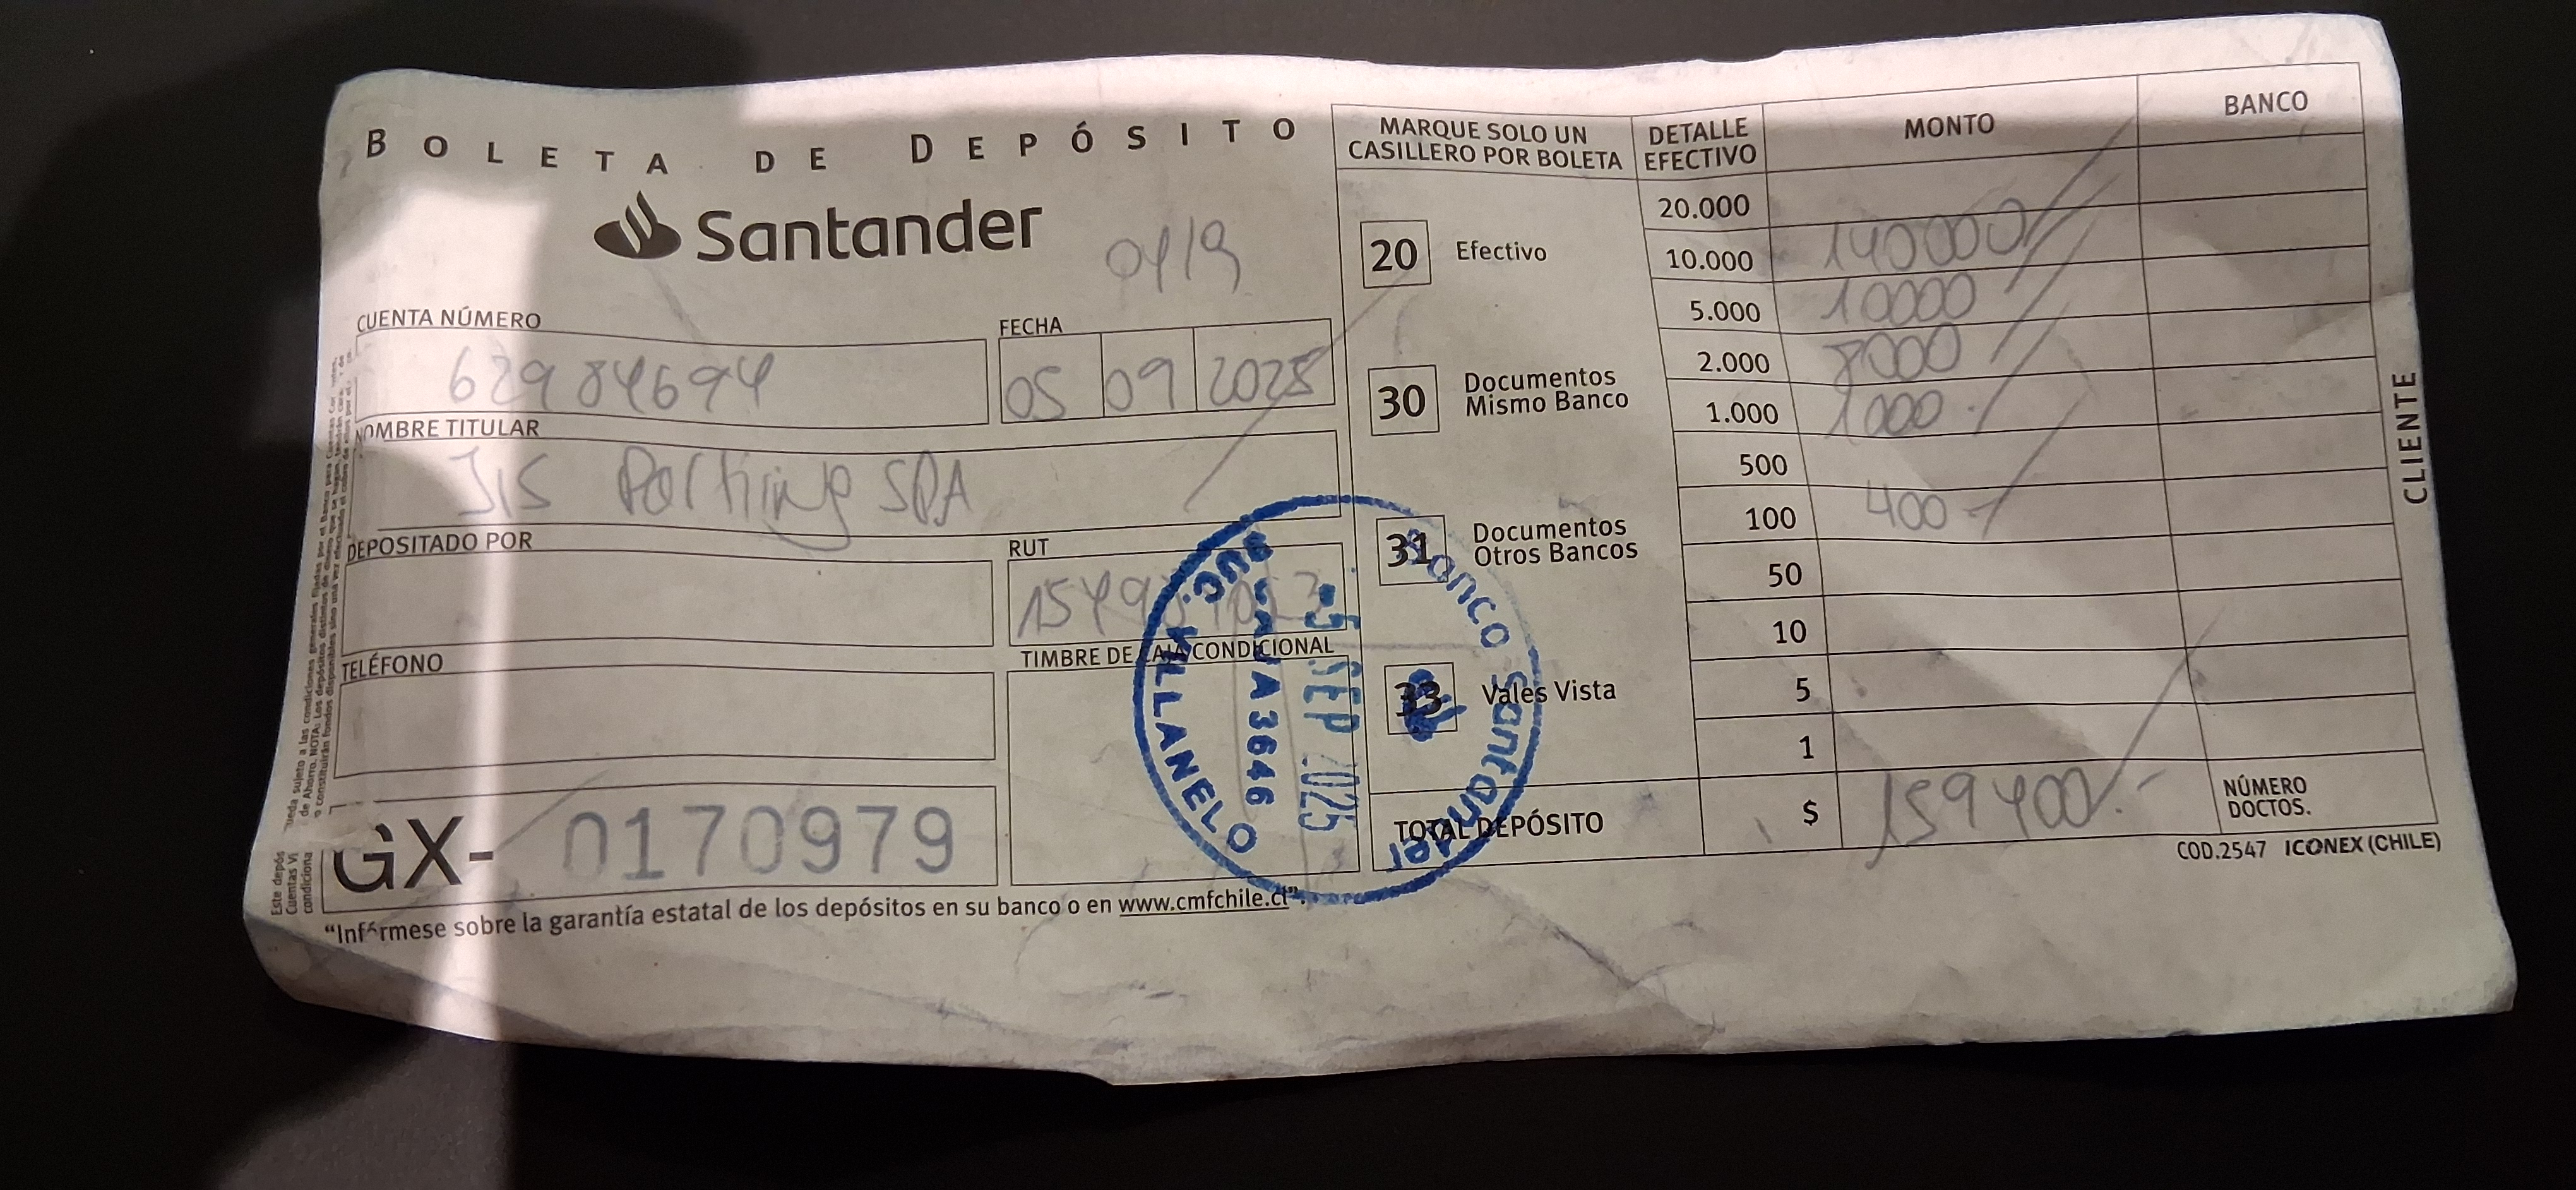 BOLETA DE DEPÓSITO
Santander
04/9
CUENTA NÚMERO
62984694
FECHA
05 09 2025
NOMBRE TITULAR
JIS Parking SPA
DEPOSITADO POR
RUT
TELÉFONO
TIMBRE DE CAJA CONDICIONAL
GX- 0170979
"Infórmese sobre la garantía estatal de los depósitos en su banco o en www.cmfchile.cl".
MARQUE SOLO UN
CASILLERO POR BOLETA
20 Efectivo
30 Documentos
Mismo Banco
31 Documentos
Otros Bancos
33 Vales Vista
DETALLE
EFECTIVO
MONTO
BANCO
20.000
10.000 140000
5.000 10000
2.000 8000
1.000 1000.-
500
100 400-
50
10
5
1
TOTAL DEPÓSITO $ 159400.-
NÚMERO
DOCTOS.
COD.2547 ICONEX (CHILE)
CLIENTE
Banco Santander
-5 SEP 2025
3646
VILLANELO